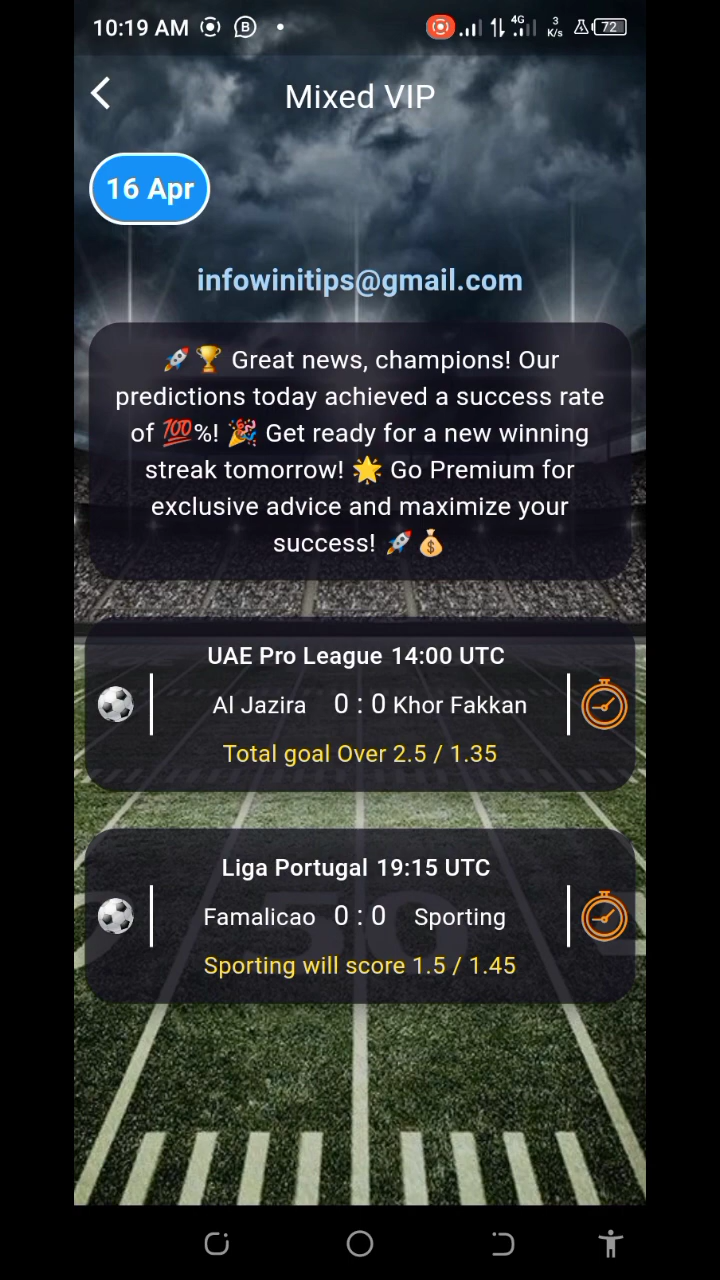 10:19 AM
4G
3
K/s
72
Mixed VIP
16 Apr
infowinitips@gmail.com
🚀🏆 Great news, champions! Our
predictions today achieved a success rate
of 💯%! 🎉 Get ready for a new winning
streak tomorrow! 🌟 Go Premium for
exclusive advice and maximize your
success! 🚀💰
UAE Pro League 14:00 UTC
Al Jazira 0 : 0 Khor Fakkan
Total goal Over 2.5 / 1.35
Liga Portugal 19:15 UTC
Famalicao 0 : 0 Sporting
Sporting will score 1.5 / 1.45